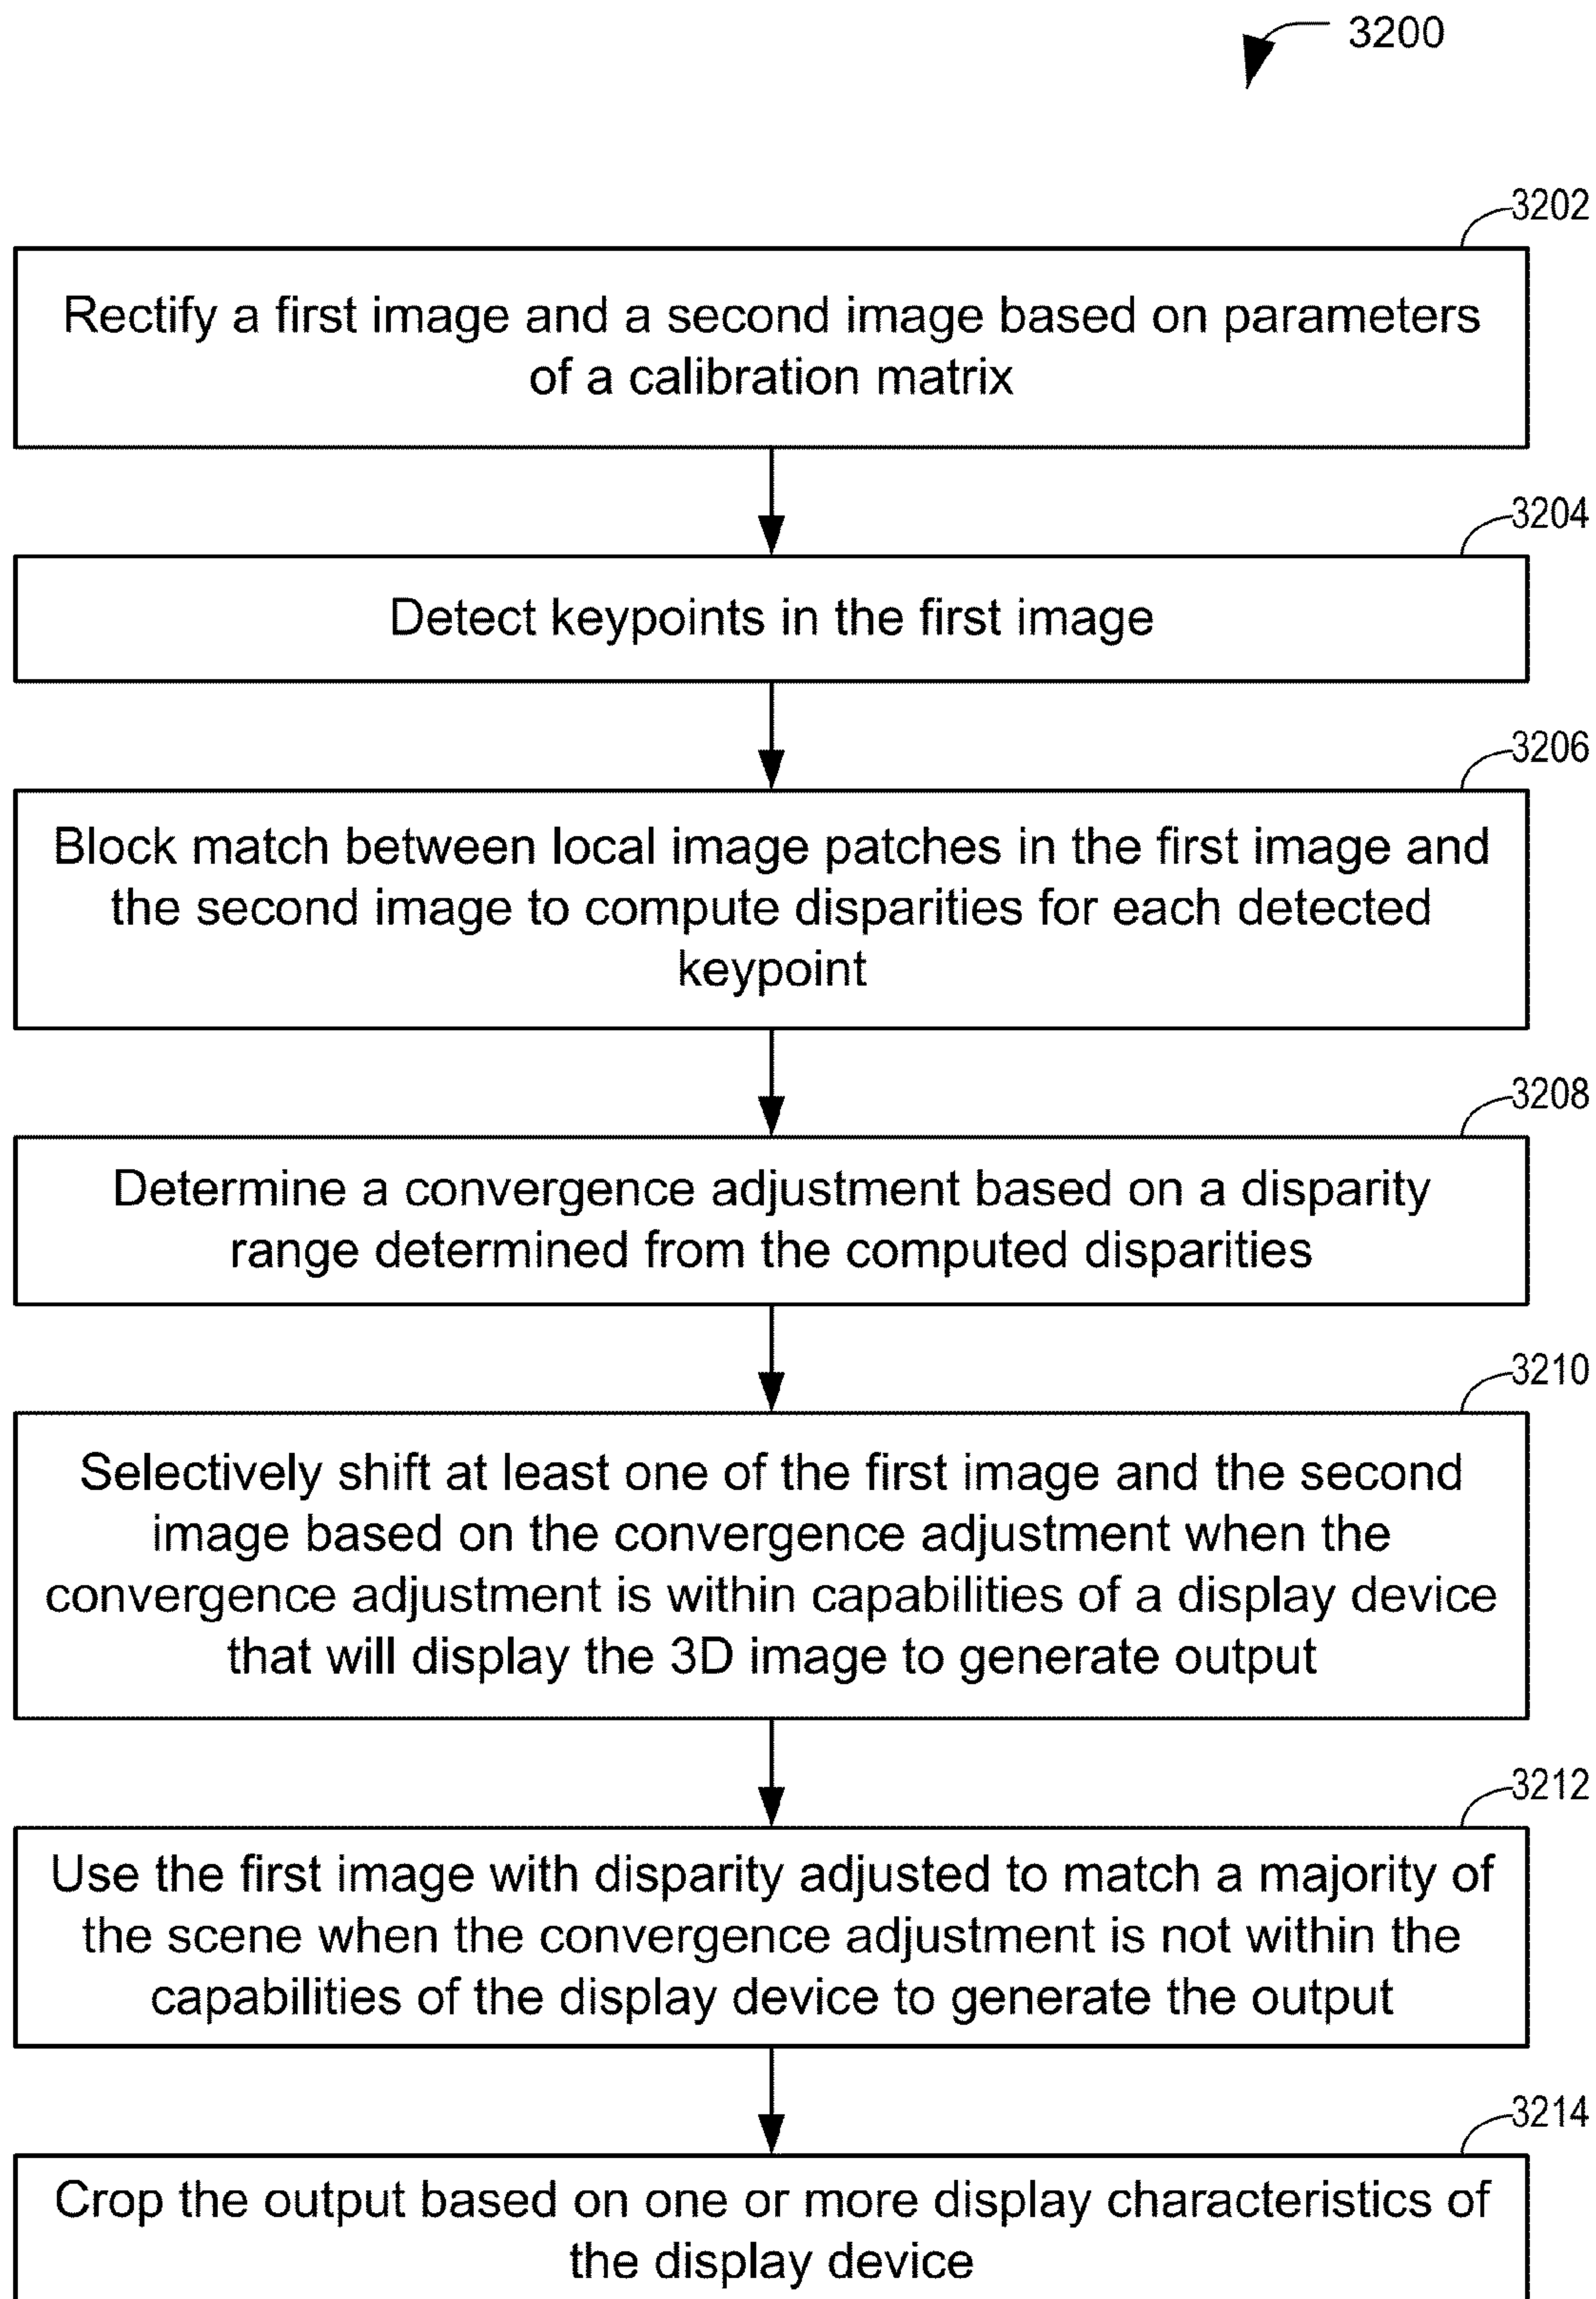 3200
3202
Rectify a first image and a second image based on parameters
of a calibration matrix
3204
Detect keypoints in the first image
3206
Block match between local image patches in the first image and
the second image to compute disparities for each detected
keypoint
3208
Determine a convergence adjustment based on a disparity
range determined from the computed disparities
3210
Selectively shift at least one of the first image and the second
image based on the convergence adjustment when the
convergence adjustment is within capabilities of a display device
that will display the 3D image to generate output
3212
Use the first image with disparity adjusted to match a majority of
the scene when the convergence adjustment is not within the
capabilities of the display device to generate the output
3214
Crop the output based on one or more display characteristics of
the display device